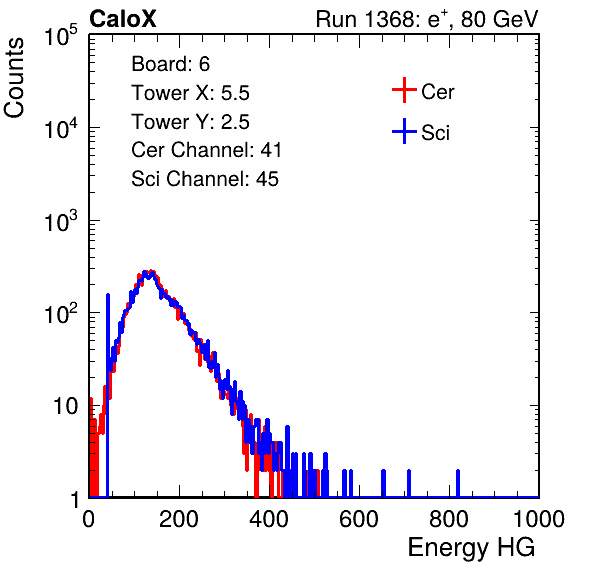 CaloX Run 1368: e⁺, 80 GeV
Counts
10⁵
10⁴
10³
10²
10
1
Board: 6
Tower X: 5.5
Tower Y: 2.5
Cer Channel: 41
Sci Channel: 45
Cer
Sci
0 200 400 600 800 1000
Energy HG